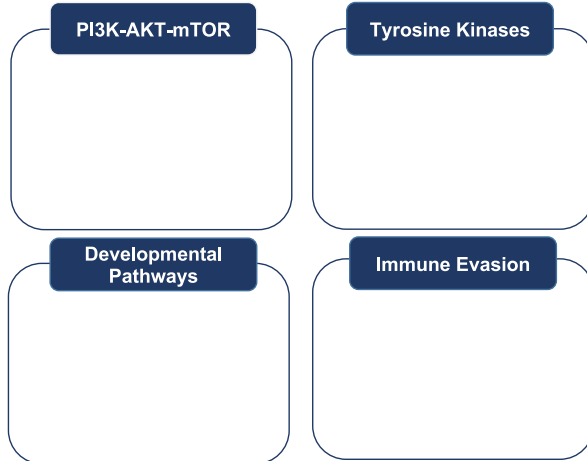 PI3K-AKT-mTOR
Tyrosine Kinases
Developmental
Pathways
Immune Evasion